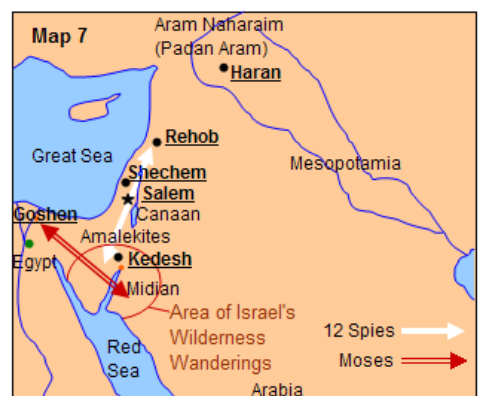 Map 7
Aram Naharaim
(Padan Aram)
Haran
Rehob
Great Sea
Mesopotamia
Shechem
Salem
Goshen
Canaan
Amalekites
Egypt
Kedesh
Midian
Area of Israel's
Wilderness
Wanderings
12 Spies
Red
Sea
Moses
Arabia